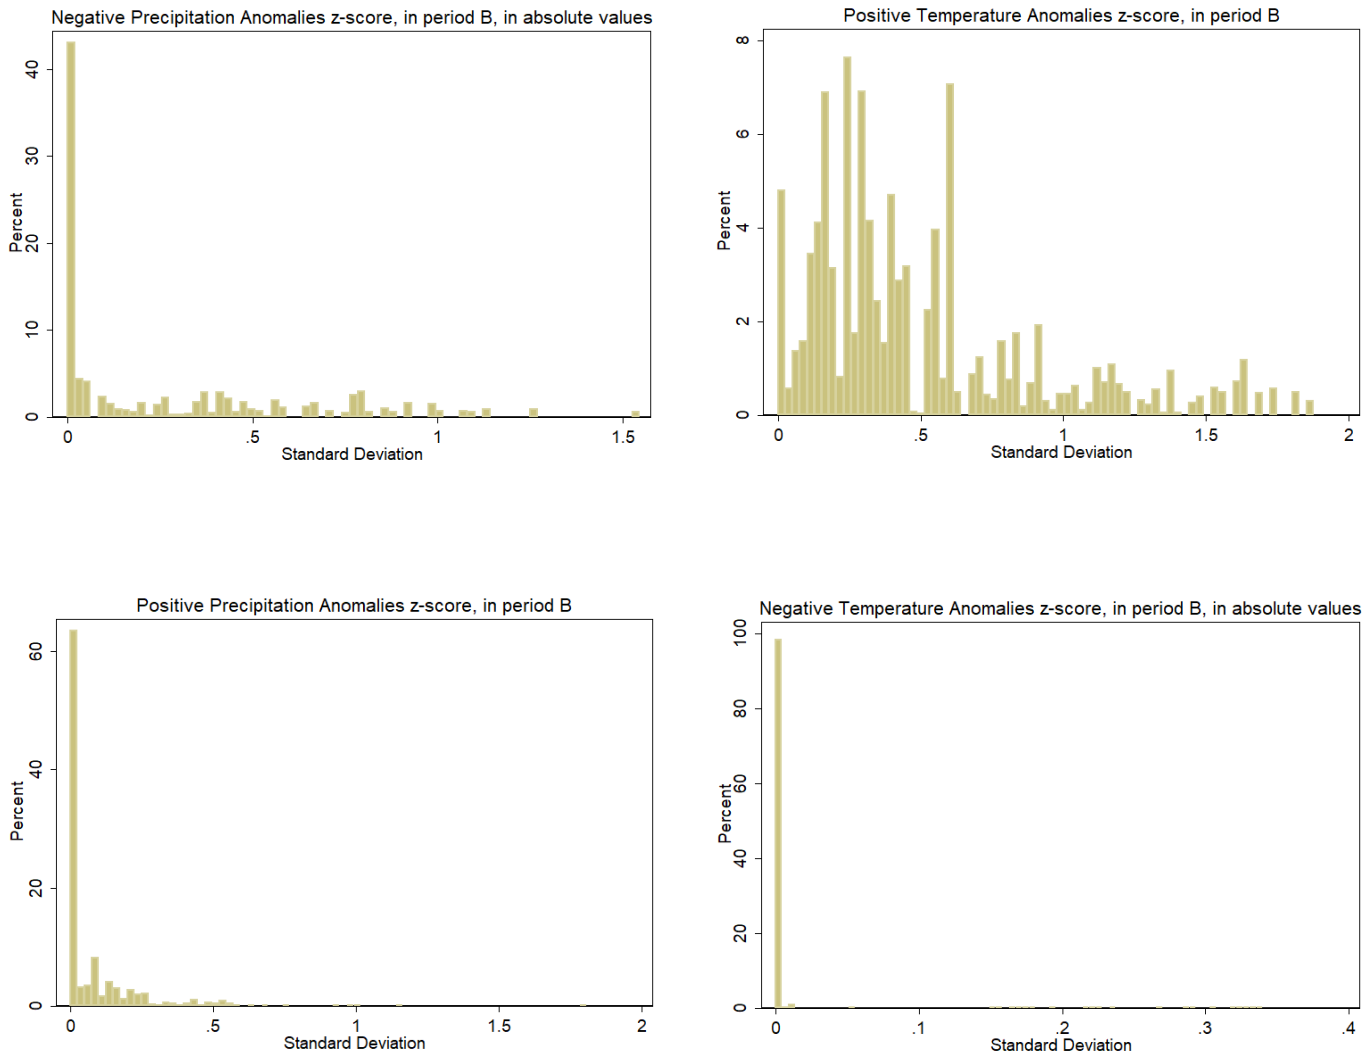 Negative Precipitation Anomalies z-score, in period B, in absolute values
Percent
40
30
20
10
0
0 .5 1 1.5
Standard Deviation
Positive Temperature Anomalies z-score, in period B
Percent
8
6
4
2
0
0 .5 1 1.5 2
Standard Deviation
Positive Precipitation Anomalies z-score, in period B
Percent
60
40
20
0
0 .5 1 1.5 2
Standard Deviation
Negative Temperature Anomalies z-score, in period B, in absolute values
Percent
100
80
60
40
20
0
0 .1 .2 .3 .4
Standard Deviation